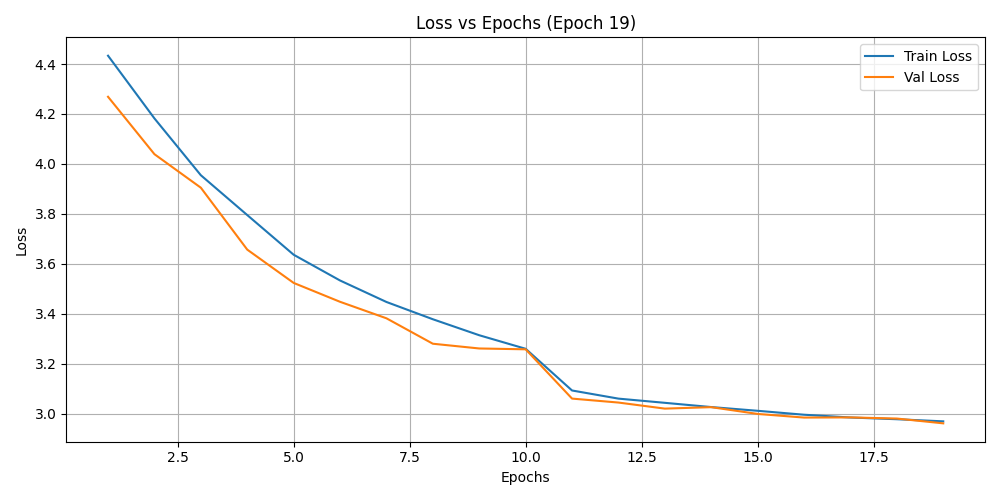 Loss vs Epochs (Epoch 19)
Train Loss
Val Loss
Loss
4.4
4.2
4.0
3.8
3.6
3.4
3.2
3.0
2.5 5.0 7.5 10.0 12.5 15.0 17.5
Epochs